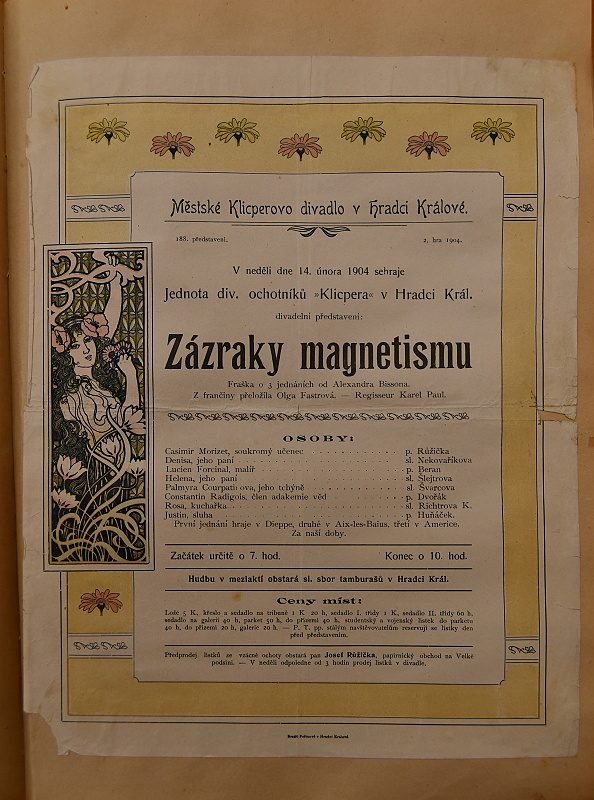 Městské Klicperovo divadlo v Hradci Králové.
188. představení. 2. hra 1904.
V neděli dne 14. února 1904 sehraje
Jednota div. ochotníků »Klicpera« v Hradci Král.
divadelní představení:
Zázraky magnetismu
Fraška o 3 jednáních od Alexandra Bissona.
Z frančiny přeložila Olga Fastrová. — Regisseur Karel Paul.
OSOBY:
Casimir Morizet, soukromý učenec . . . . . . . . . . p. Růžička
Denisa, jeho paní . . . . . . . . . . sl. Nekovaříkova
Lucien Forcinal, malíř . . . . . . . . . . p. Beran
Helena, jeho paní . . . . . . . . . . sl. Šlejtrova
Palmyra Courpati ova, jeho tchýně . . . . . . . . . . sl. Švarcova
Constantin Radigois, člen adakemie věd . . . . . . . . . . p. Dvořák
Rosa, kuchařka . . . . . . . . . . sl. Richtrova K.
Justin, sluha . . . . . . . . . . p. Huňáček.
První jednání hraje v Dieppe, druhé v Aix-les-Baius, třetí v Americe.
Za naší doby.
Začátek určitě o 7. hod. Konec o 10. hod.
Hudbu v meziaktí obstará sl. sbor tamburašů v Hradci Král.
Ceny míst:
Lože 5 K, křeslo a sedadlo na tribuně 1 K 20 h, sedadlo I. třídy 1 K, sedadlo II. třídy 60 h,
sedadlo na galerii 40 h, parket 50 h, do přízemí 40 h, studentský a vojenský lístek do parketu
40 h, do přízemí 20 h, galerie 20 h. — P. T. pp. stálým navštěvovatelům reservují se lístky den
před představením.
Předprodej lístků ze vzácné ochoty obstará pan Josef Růžička, papírnický obchod na Velké
podsíni. — V neděli odpoledne od 3 hodin prodej lístků v divadle.
v Hradci Králové